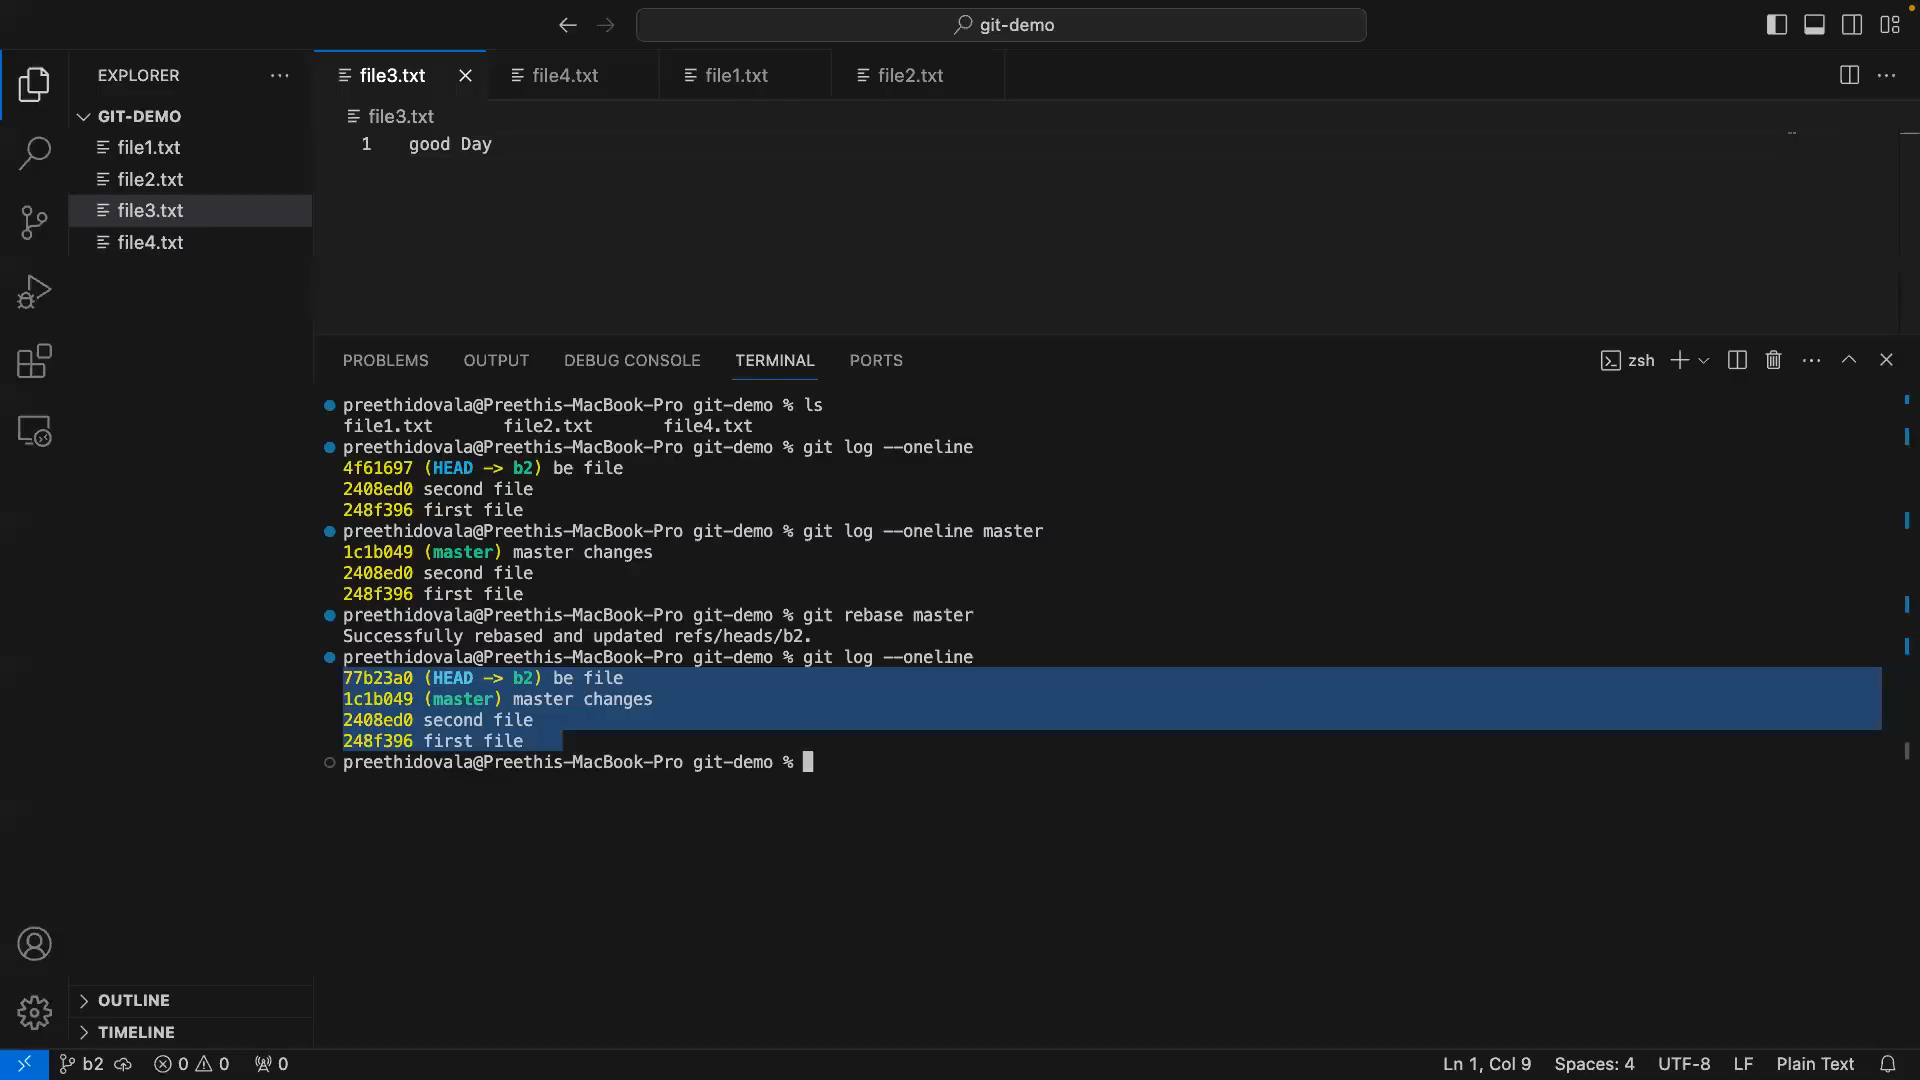 git-demo
EXPLORER
file3.txt
file4.txt
file1.txt
file2.txt
GIT-DEMO
file1.txt
file2.txt
file3.txt
file4.txt
file3.txt
1 good Day
PROBLEMS OUTPUT DEBUG CONSOLE TERMINAL PORTS
zsh
preethidovala@Preethis-MacBook-Pro git-demo % ls
file1.txt file2.txt file4.txt
preethidovala@Preethis-MacBook-Pro git-demo % git log --oneline
4f61697 (HEAD -> b2) be file
2408ed0 second file
248f396 first file
preethidovala@Preethis-MacBook-Pro git-demo % git log --oneline master
1c1b049 (master) master changes
2408ed0 second file
248f396 first file
preethidovala@Preethis-MacBook-Pro git-demo % git rebase master
Successfully rebased and updated refs/heads/b2.
preethidovala@Preethis-MacBook-Pro git-demo % git log --oneline
77b23a0 (HEAD -> b2) be file
1c1b049 (master) master changes
2408ed0 second file
248f396 first file
preethidovala@Preethis-MacBook-Pro git-demo %
OUTLINE
TIMELINE
b2 0 0 0
Ln 1, Col 9 Spaces: 4 UTF-8 LF Plain Text